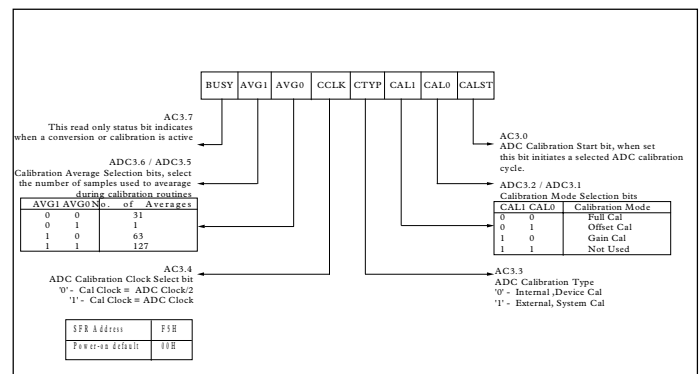 BUSY AVG1 AVG0 CCLK CTYP CAL1 CAL0 CALST
AC3.7
This read only status bit indicates
when a conversion or calibration is active
ADC3.6 / ADC3.5
Calibration Average Selection bits, select
the number of samples used to avearage
during calibration routines
AVG1 AVG0 No. of Averages
0 0 31
0 1 1
1 0 63
1 1 127
AC3.4
ADC Calibration Clock Select bit
'0' - Cal Clock = ADC Clock/2
'1' - Cal Clock = ADC Clock
SFR Address F5H
Power-on default 00H
AC3.0
ADC Calibration Start bit, when set
this bit initiates a selected ADC calibration
cycle.
ADC3.2 / ADC3.1
Calibration Mode Selection bits
CAL1 CAL0 Calibration Mode
0 0 Full Cal
0 1 Offset Cal
1 0 Gain Cal
1 1 Not Used
AC3.3
ADC Calibration Type
'0' - Internal ,Device Cal
'1' - External, System Cal